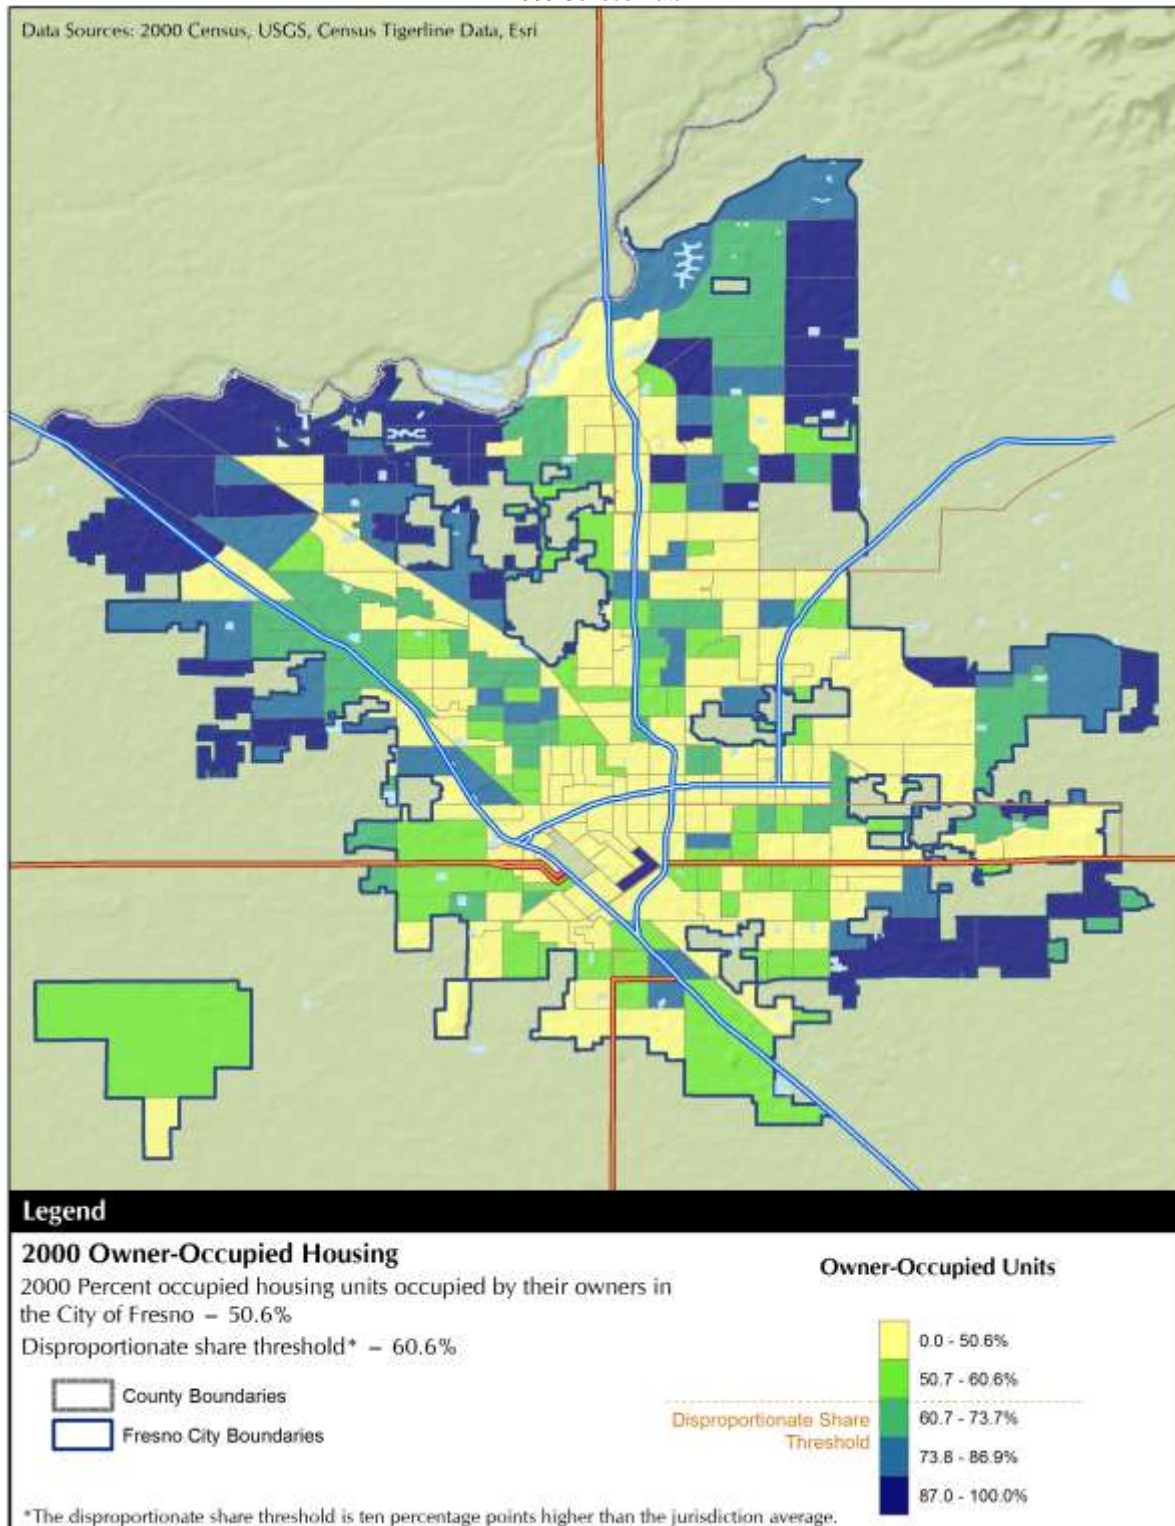 Data Sources: 2000 Census, USGS, Census Tigerline Data, Esri
Legend
2000 Owner-Occupied Housing
2000 Percent occupied housing units occupied by their owners in
the City of Fresno – 50.6%
Disproportionate share threshold* – 60.6%
County Boundaries
Fresno City Boundaries
Owner-Occupied Units
0.0 - 50.6%
50.7 - 60.6%
Disproportionate Share
Threshold
60.7 - 73.7%
73.8 - 86.9%
87.0 - 100.0%
*The disproportionate share threshold is ten percentage points higher than the jurisdiction average.